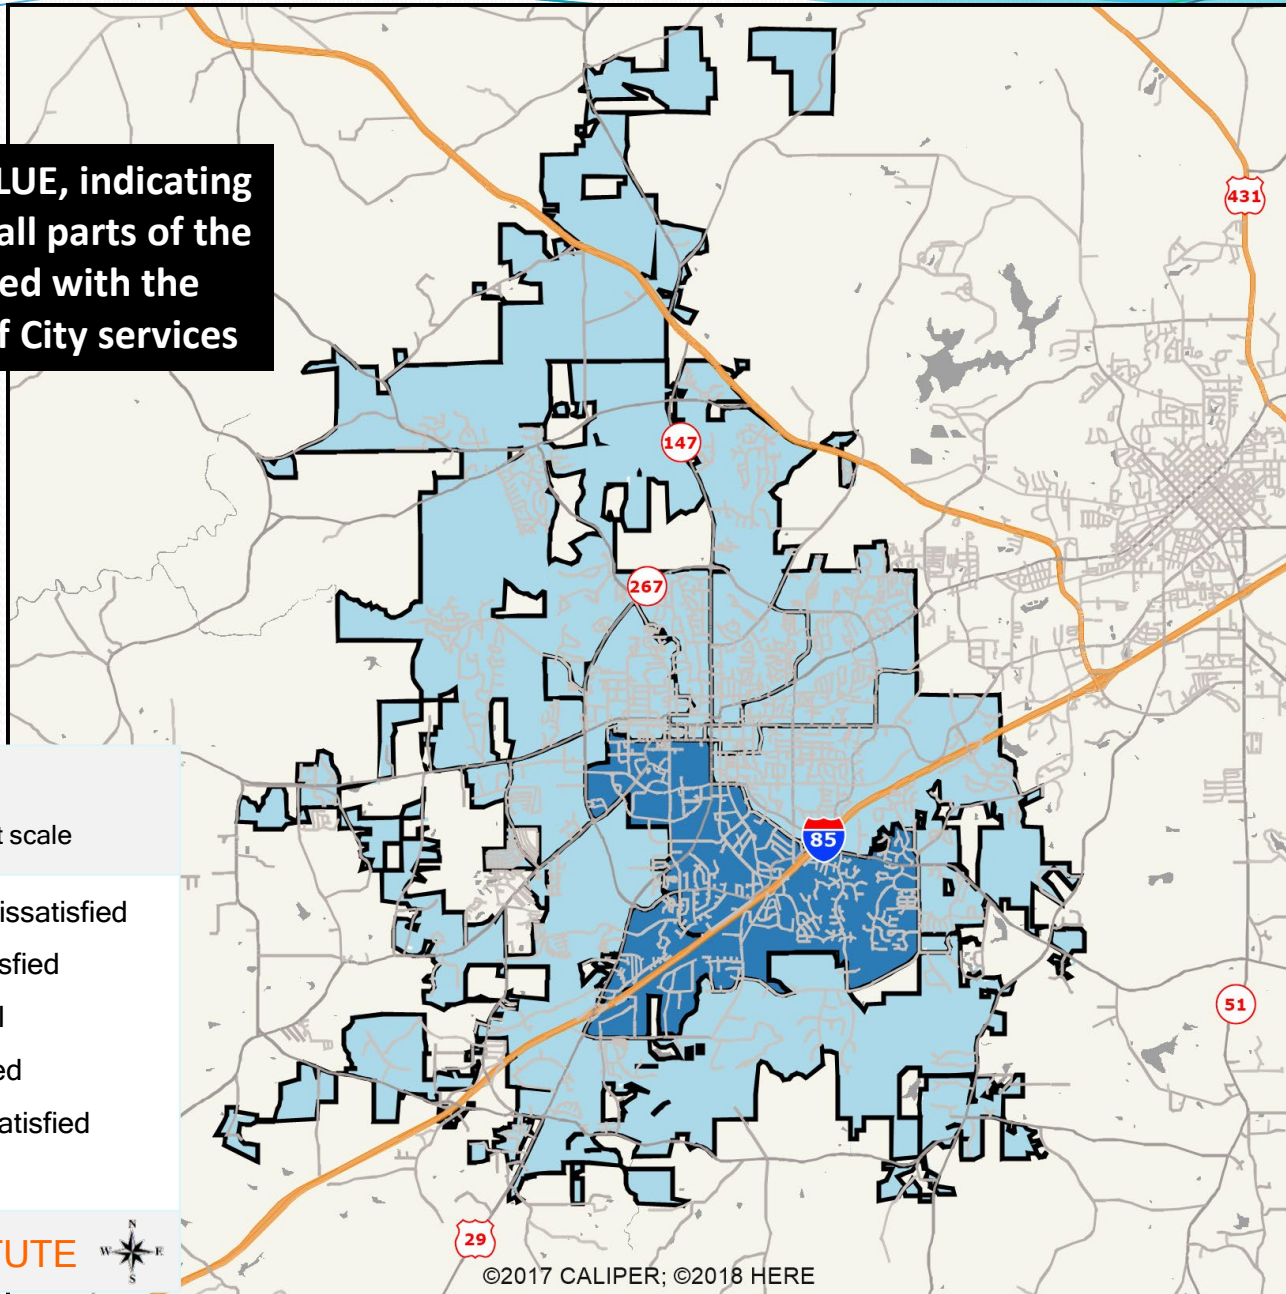 LUE, indicating
all parts of the
ed with the
f City services
431
147
267
85
51
29
t scale
issatisfied
sfied
l
ed
atisfied
TUTE
N
W E
S
©2017 CALIPER; ©2018 HERE